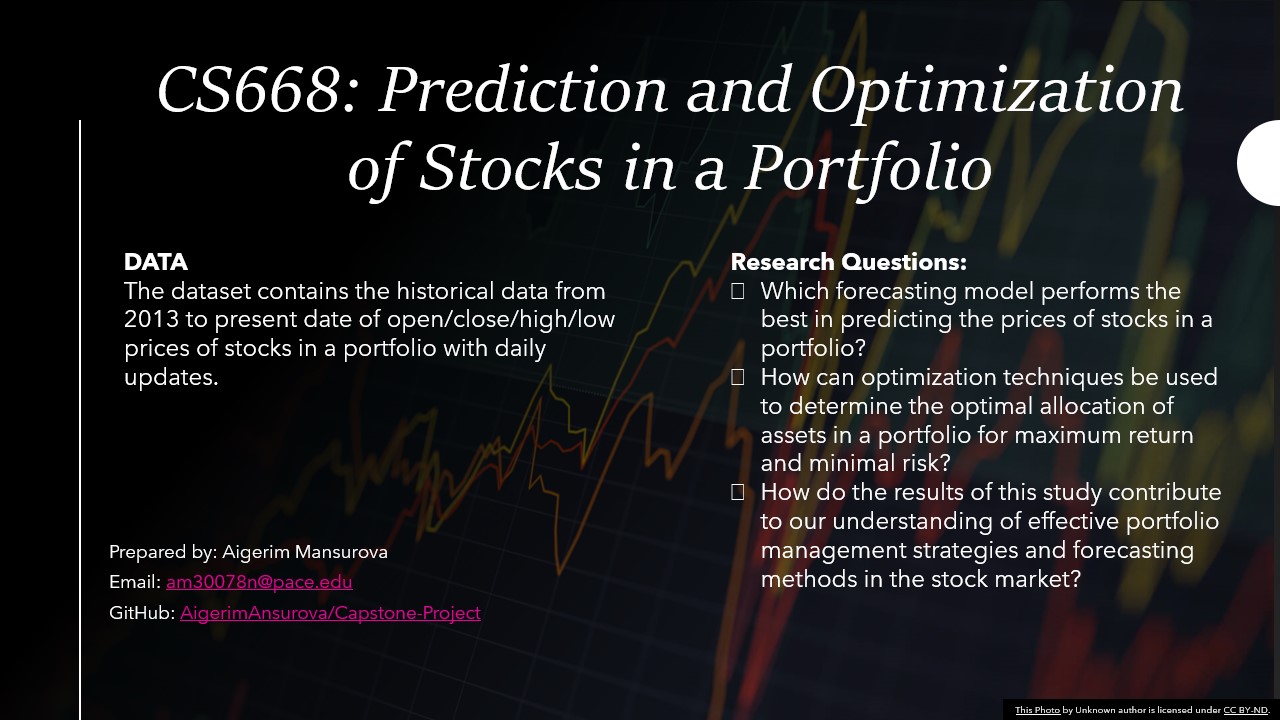 CS668: Prediction and Optimization
of Stocks in a Portfolio
DATA
The dataset contains the historical data from
2013 to present date of open/close/high/low
prices of stocks in a portfolio with daily
updates.
Prepared by: Aigerim Mansurova
Email: am30078n@pace.edu
GitHub: AigerimAnsurova/Capstone-Project
Research Questions:
Which forecasting model performs the
best in predicting the prices of stocks in a
portfolio?
How can optimization techniques be used
to determine the optimal allocation of
assets in a portfolio for maximum return
and minimal risk?
How do the results of this study contribute
to our understanding of effective portfolio
management strategies and forecasting
methods in the stock market?
This Photo by Unknown author is licensed under CC BY-ND.